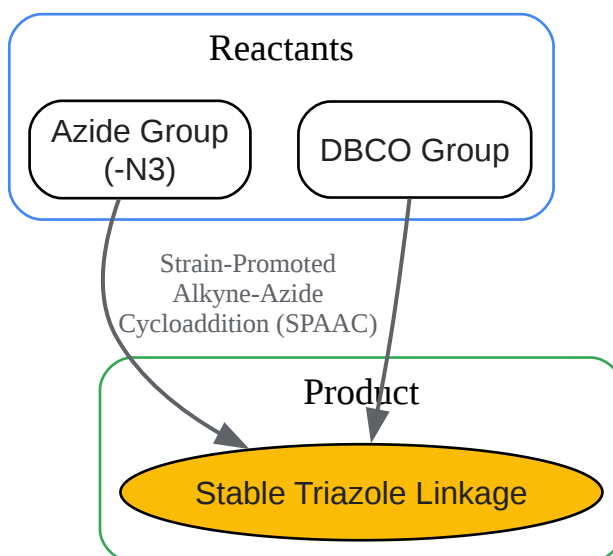 Reactants
Azide Group
(-N3)
DBCO Group
Strain-Promoted
Alkyne-Azide
Cycloaddition (SPAAC)
Product
Stable Triazole Linkage